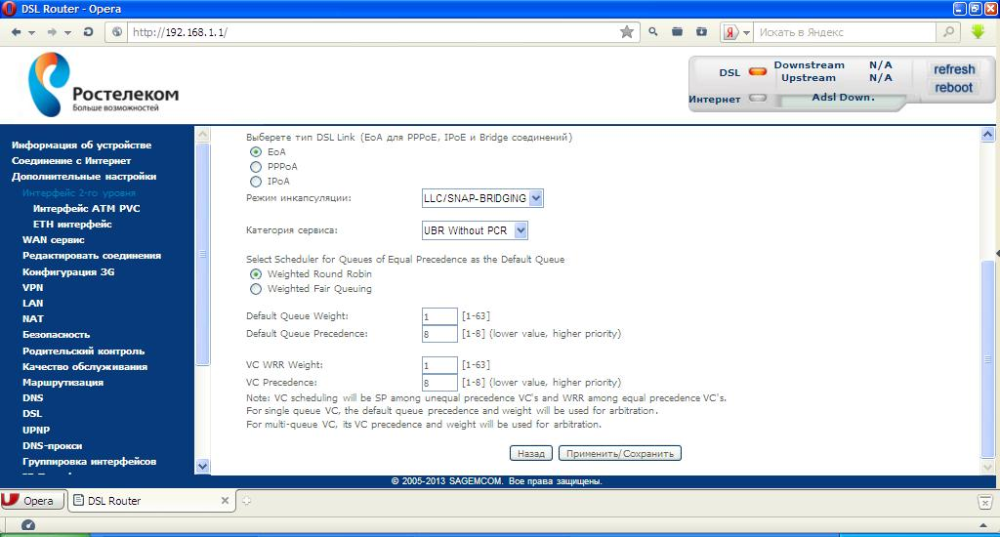 DSL Router - Opera
http://192.168.1.1/
Я
Искать в Яндекс
Ростелеком
Больше возможностей
DSL
Downstream N/A
Upstream N/A
Интернет
Adsl Down.
refresh
reboot
Информация об устройстве
Соединение с Интернет
Дополнительные настройки
Интерфейс 2-го уровня
Интерфейс ATM PVC
ETH интерфейс
WAN сервис
Редактировать соединения
Конфигурация 3G
VPN
LAN
NAT
Безопасность
Родительский контроль
Качество обслуживания
Маршрутизация
DNS
DSL
UPNP
DNS-прокси
Группировка интерфейсов
Выберете тип DSL Link (EoA для PPPoE, IPoE и Bridge соединений)
EoA
PPPoA
IPoA
Режим инкапсуляции: LLC/SNAP-BRIDGING
Категория сервиса: UBR Without PCR
Select Scheduler for Queues of Equal Precedence as the Default Queue
Weighted Round Robin
Weighted Fair Queuing
Default Queue Weight: 1 [1-63]
Default Queue Precedence: 8 [1-8] (lower value, higher priority)
VC WRR Weight: 1 [1-63]
VC Precedence: 8 [1-8] (lower value, higher priority)
Note: VC scheduling will be SP among unequal precedence VC's and WRR among equal precedence VC's.
For single queue VC, the default queue precedence and weight will be used for arbitration.
For multi-queue VC, its VC precedence and weight will be used for arbitration.
Назад
Применить/Сохранить
© 2005-2013 SAGEMCOM. Все права защищены.
Opera
DSL Router